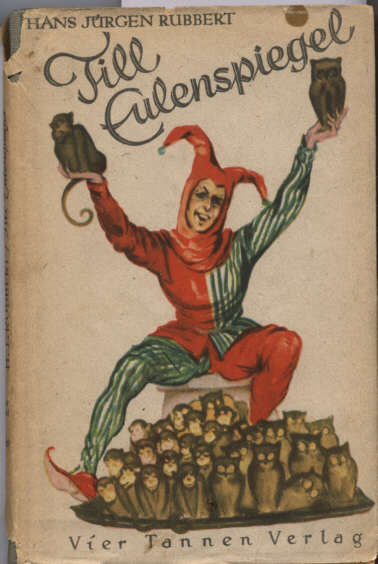 HANS JÜRGEN RUBBERT
Till
Eulenspiegel
Vier Tannen Verlag